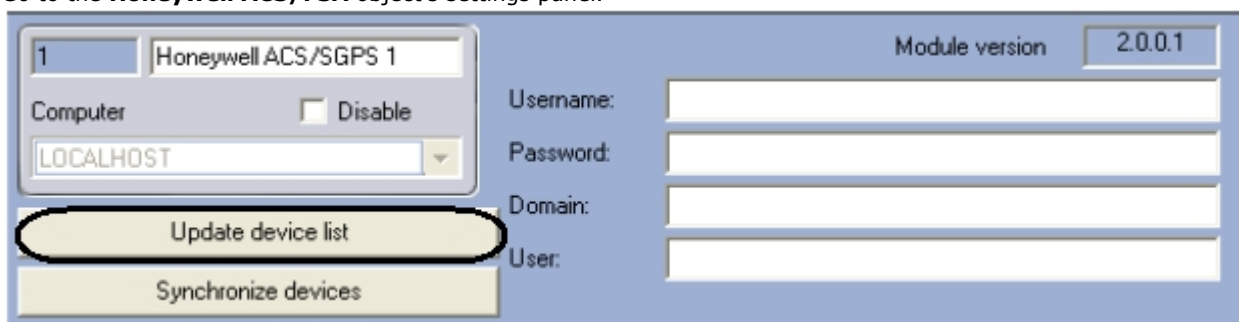 1
Honeywell ACS/SGPS 1
Module version
2.0.0.1
Computer
Disable
LOCALHOST
Username:
Password:
Domain:
User:
Update device list
Synchronize devices